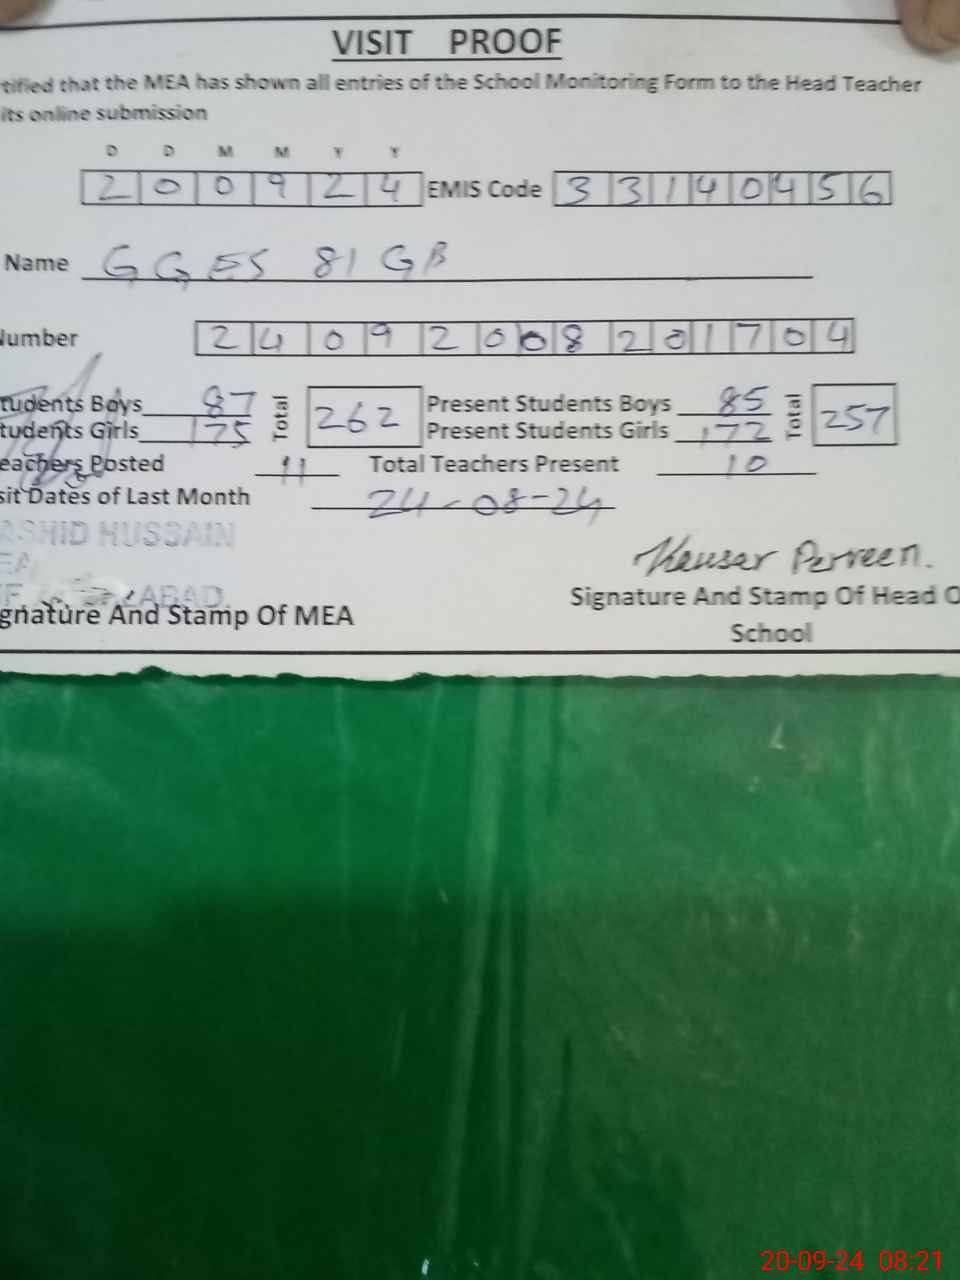 VISIT PROOF
tified that the MEA has shown all entries of the School Monitoring Form to the Head Teacher
its online submission
D D M M Y Y
2 0 0 9 2 4 EMIS Code 3 3 1 4 0 4 5 6
Name GGES 81 GB
Number 2 4 0 9 2 0 0 8 2 0 1 7 0 4
tudents Boys 87 Total 262 Present Students Boys 85 Total 257
tudents Girls 175 Present Students Girls 172
eachers Posted 11 Total Teachers Present 10
sit Dates of Last Month 24-08-24
ASHID HUSSAIN
EA
ABAD
Kausar Perveen.
gnature And Stamp Of MEA Signature And Stamp Of Head O
School
20-09-24 08:21